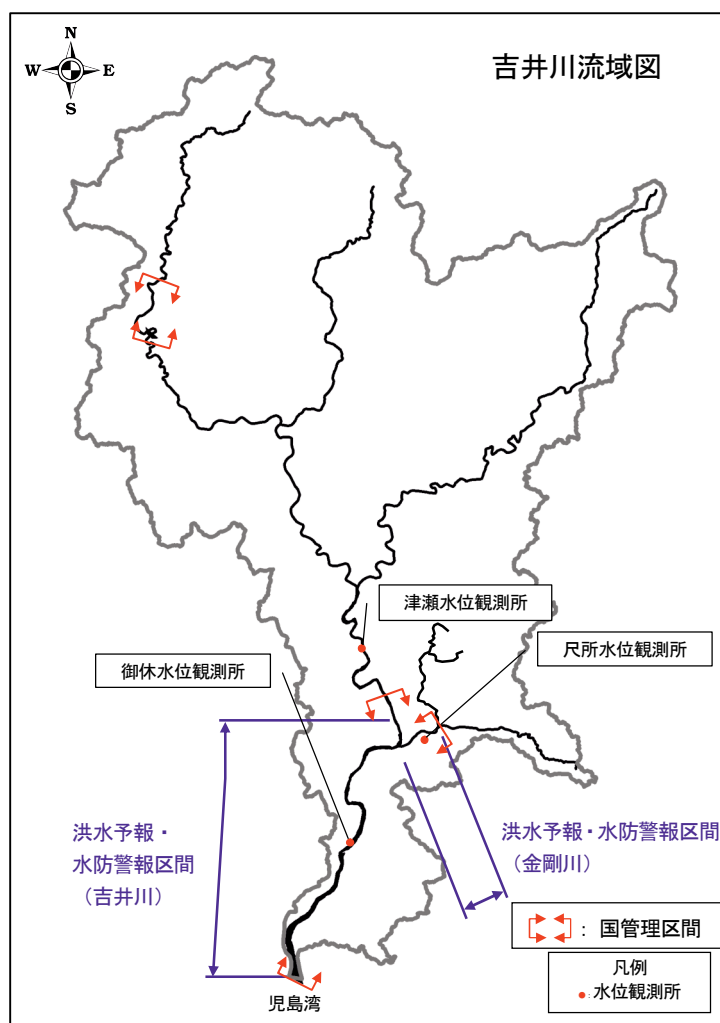 吉井川流域図
N
W E
S
津瀬水位観測所
尺所水位観測所
御休水位観測所
洪水予報・
水防警報区間
（吉井川）
洪水予報・水防警報区間
（金剛川）
：国管理区間
凡例
：水位観測所
児島湾